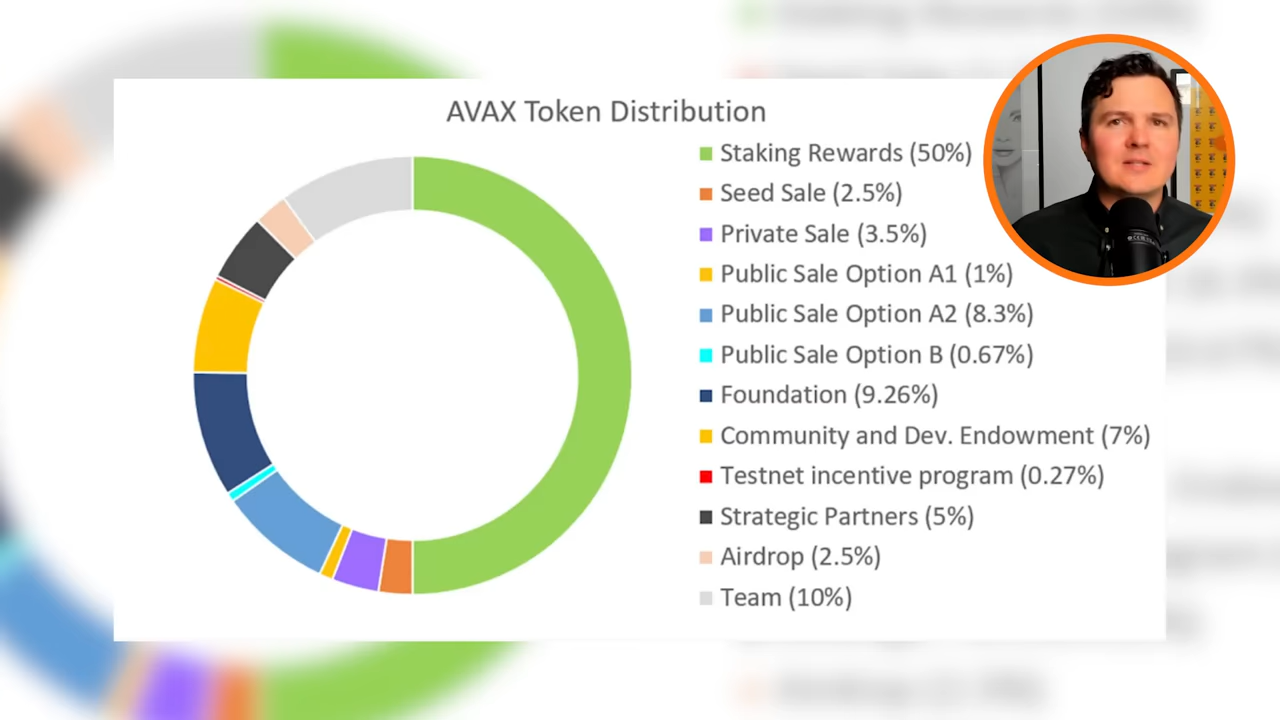 AVAX Token Distribution
Staking Rewards (50%)
Seed Sale (2.5%)
Private Sale (3.5%)
Public Sale Option A1 (1%)
Public Sale Option A2 (8.3%)
Public Sale Option B (0.67%)
Foundation (9.26%)
Community and Dev. Endowment (7%)
Testnet incentive program (0.27%)
Strategic Partners (5%)
Airdrop (2.5%)
Team (10%)